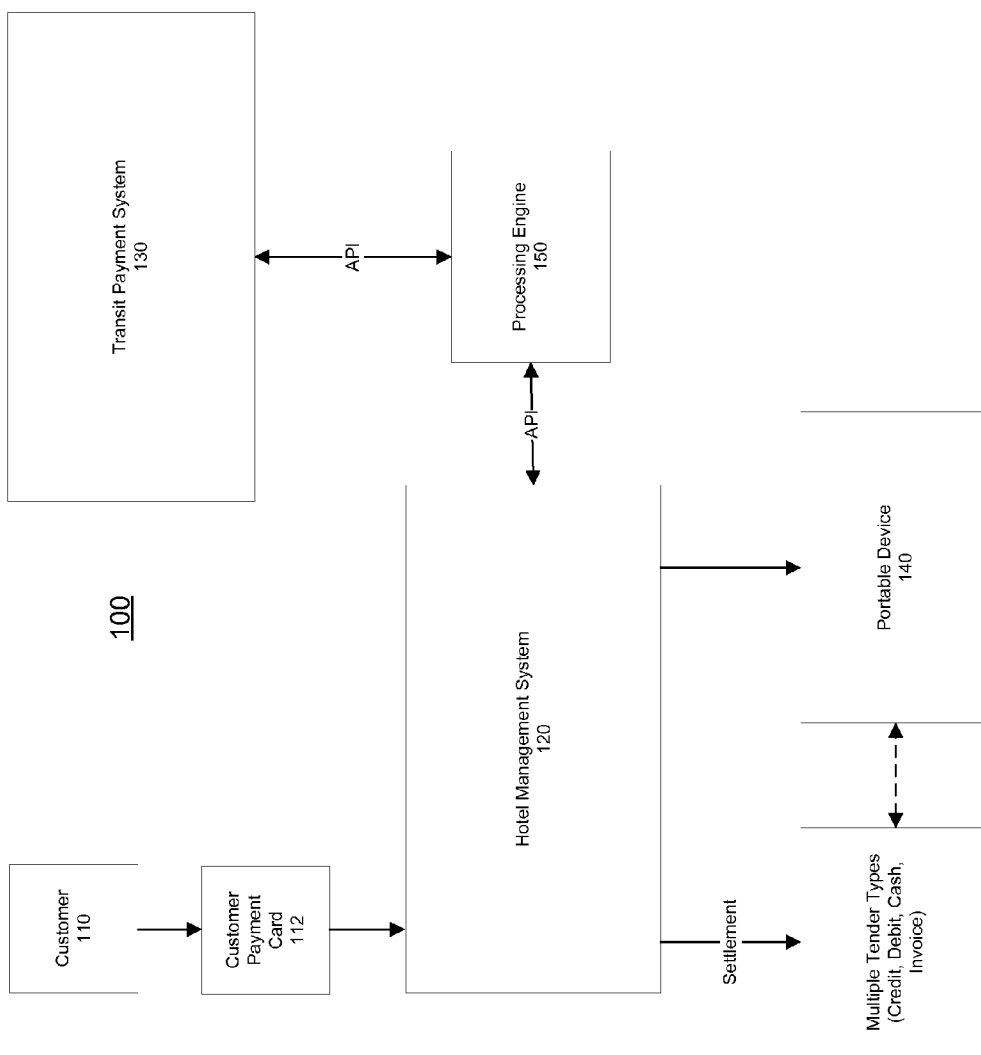 100
Customer
110
Customer
Payment
Card
112
Hotel Management System
120
Settlement
Multiple Tender Types
(Credit, Debit, Cash,
Invoice)
Portable Device
140
API
Processing Engine
150
API
Transit Payment System
130